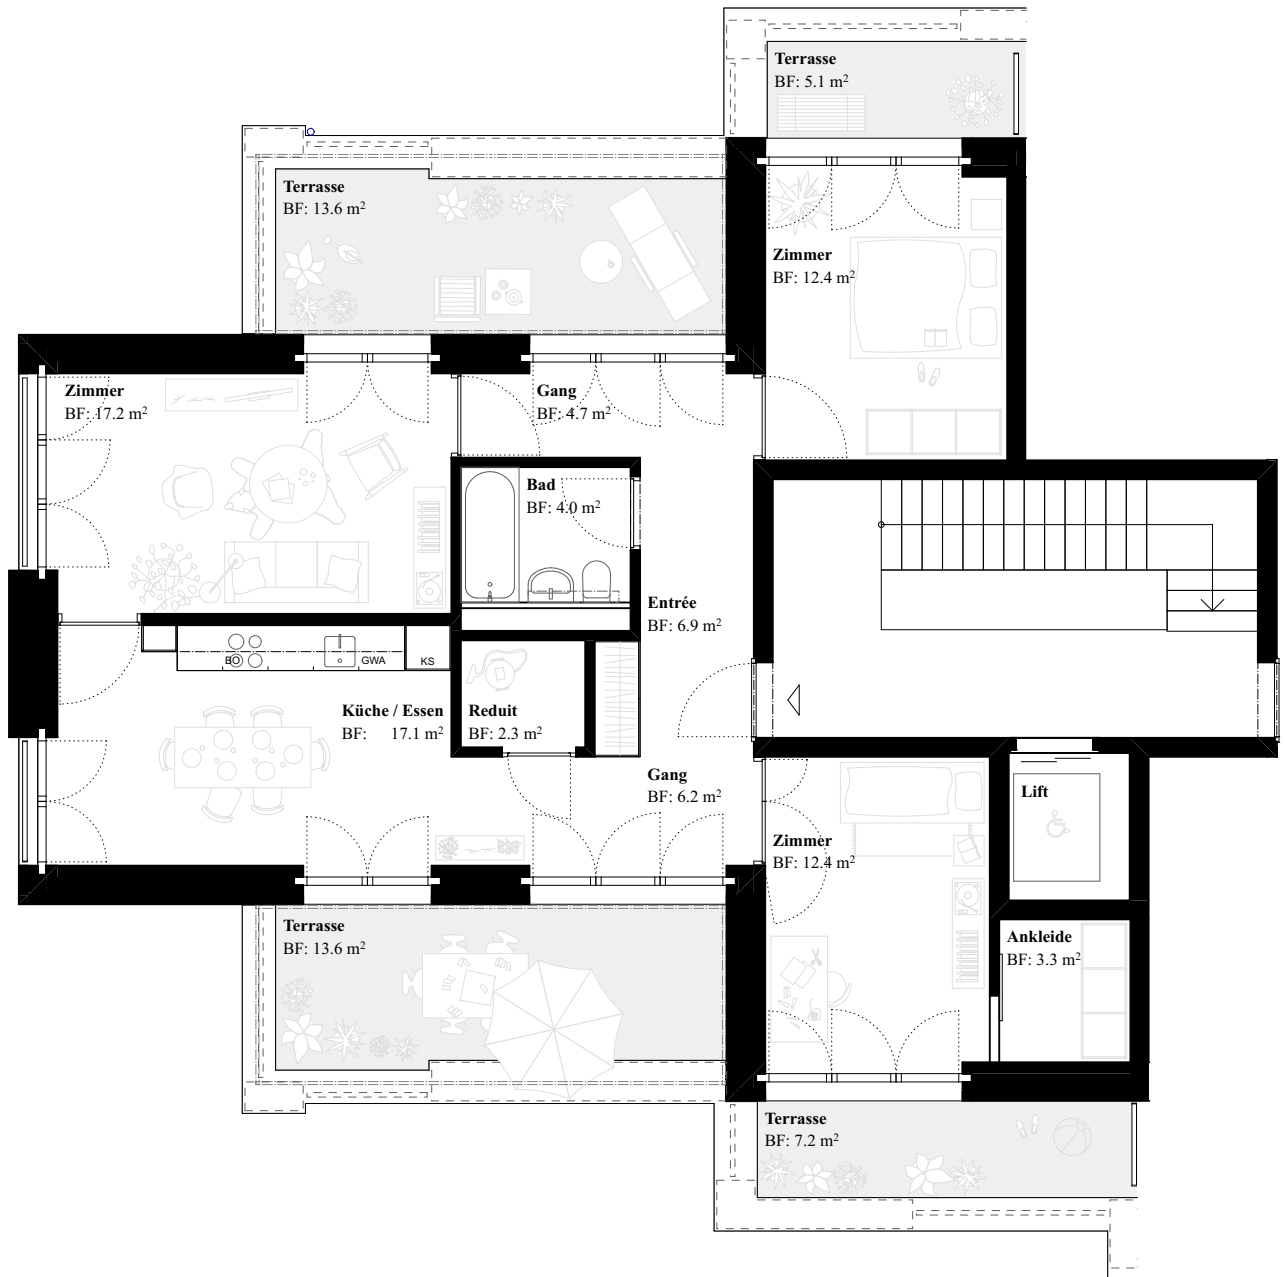 Terrasse
BF: 5.1 m²
Terrasse
BF: 13.6 m²
Zimmer
BF: 12.4 m²
Zimmer
BF: 17.2 m²
Gang
BF: 4.7 m²
Bad
BF: 4.0 m²
Entrée
BF: 6.9 m²
BO
GWA
KS
Küche / Essen
BF: 17.1 m²
Reduit
BF: 2.3 m²
Gang
BF: 6.2 m²
Lift
Zimmer
BF: 12.4 m²
Terrasse
BF: 13.6 m²
Ankleide
BF: 3.3 m²
Terrasse
BF: 7.2 m²